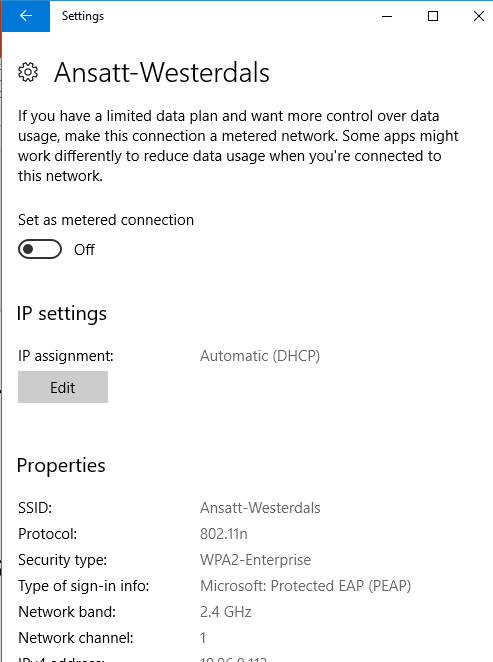 Settings
Ansatt-Westerdals
If you have a limited data plan and want more control over data
usage, make this connection a metered network. Some apps might
work differently to reduce data usage when you're connected to
this network.
Set as metered connection
Off
IP settings
IP assignment: Automatic (DHCP)
Edit
Properties
SSID: Ansatt-Westerdals
Protocol: 802.11n
Security type: WPA2-Enterprise
Type of sign-in info: Microsoft: Protected EAP (PEAP)
Network band: 2.4 GHz
Network channel: 1
IPv4 address: